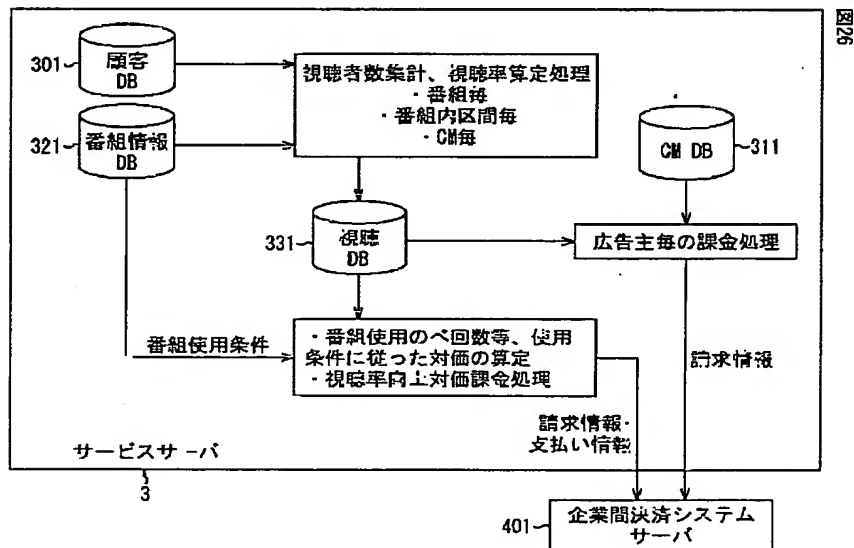 図26
301
顧客
DB
321
番組情報
DB
視聴者数集計、視聴率算定処理
・番組毎
・番組内区間毎
・CM毎
CM DB
311
331
視聴
DB
広告主毎の課金処理
番組使用条件
・番組使用のべ回数等、使用
条件に従った対価の算定
・視聴率向上対価課金処理
請求情報
請求情報・
支払い情報
サービスサーバ
3
401
企業間決済システム
サーバ